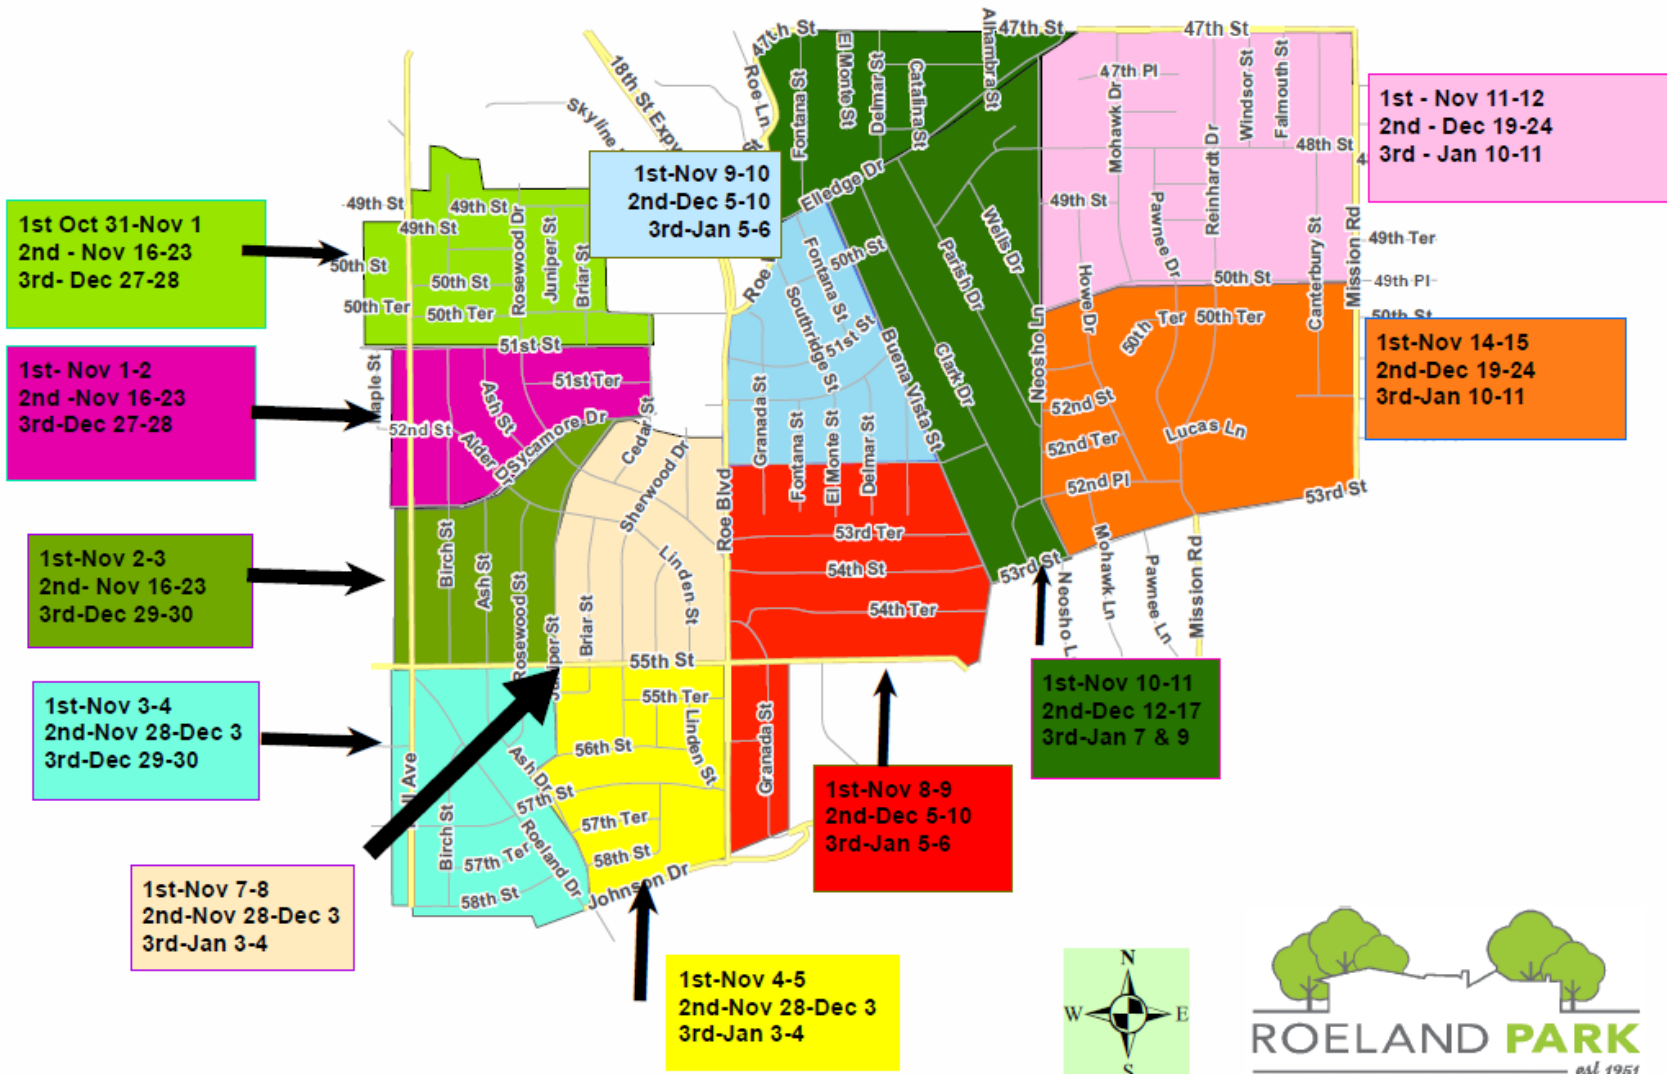 47th St
47th St
47th St
18th St Expy
Roe Ln
El Monte St
Delmar St
Catalina St
Alhambra St
Fontana St
47th Pl
Mohawk Dr
Reinhardt Dr
Windsor St
Falmouth St
48th St
1st - Nov 11-12
2nd - Dec 19-24
3rd - Jan 10-11
Skyline
1st-Nov 9-10
2nd-Dec 5-10
3rd-Jan 5-6
Elledge Dr
49th St
49th St
49th St
49th St
Pawnee Dr
Canterbury St
Mission Rd
49th Ter
49th Pl
50th St
1st Oct 31-Nov 1
2nd - Nov 16-23
3rd- Dec 27-28
50th St
50th St
50th Ter
50th Ter
Rosewood Dr
Juniper St
Briar St
51st St
Roe
Fontana St
50th St
Southridge St
51st St
Buena Vista St
Parish Dr
Wells Dr
Clark Dr
Neosho Ln
Howe Dr
50th St
50th Ter
50th Ter
1st-Nov 14-15
2nd-Dec 19-24
3rd-Jan 10-11
1st- Nov 1-2
2nd -Nov 16-23
3rd-Dec 27-28
Maple St
52nd St
Ash St
51st Ter
Alder Dr
Sycamore Dr
Cedar St
Sherwood Dr
Roe Blvd
Granada St
Fontana St
El Monte St
Delmar St
52nd St
52nd Ter
Lucas Ln
52nd Pl
53rd St
1st-Nov 2-3
2nd- Nov 16-23
3rd-Dec 29-30
Birch St
Ash St
Rosewood St
Juniper St
Briar St
Linden St
53rd Ter
54th St
54th Ter
53rd St
Neosho L
Mohawk Ln
Pawnee Ln
Mission Rd
55th St
1st-Nov 3-4
2nd-Nov 28-Dec 3
3rd-Dec 29-30
55th Ter
Linden St
56th St
Ash Dr
57th St
57th Ter
58th St
Johnson Dr
Granada St
Ave
Birch St
57th Ter
58th St
Roeland Dr
1st-Nov 10-11
2nd-Dec 12-17
3rd-Jan 7 & 9
1st-Nov 8-9
2nd-Dec 5-10
3rd-Jan 5-6
1st-Nov 7-8
2nd-Nov 28-Dec 3
3rd-Jan 3-4
1st-Nov 4-5
2nd-Nov 28-Dec 3
3rd-Jan 3-4
N
W E
S
ROELAND PARK
est 1951